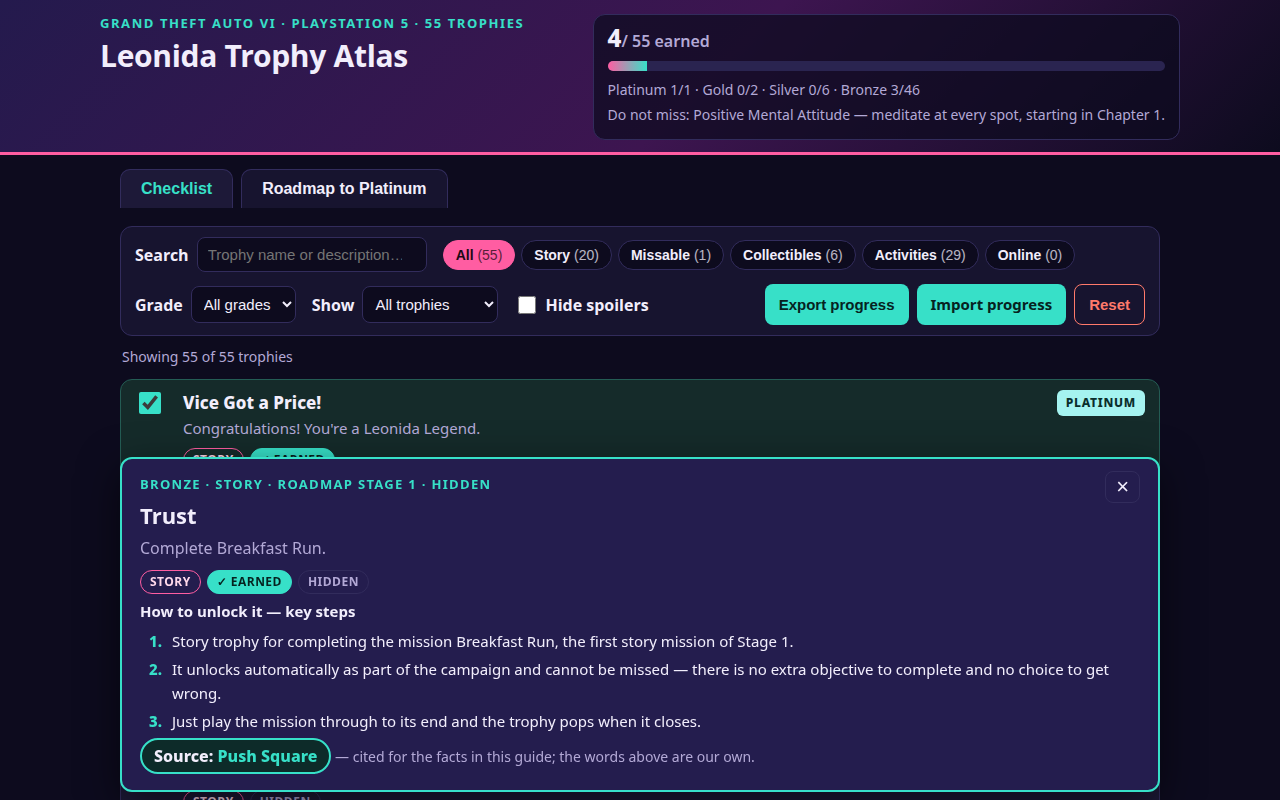 GRAND THEFT AUTO VI · PLAYSTATION 5 · 55 TROPHIES
Leonida Trophy Atlas
4/ 55 earned
Platinum 1/1 · Gold 0/2 · Silver 0/6 · Bronze 3/46
Do not miss: Positive Mental Attitude — meditate at every spot, starting in Chapter 1.
Checklist
Roadmap to Platinum
Search
Trophy name or description…
All (55)
Story (20)
Missable (1)
Collectibles (6)
Activities (29)
Online (0)
Grade
All grades
Show
All trophies
Hide spoilers
Export progress
Import progress
Reset
Showing 55 of 55 trophies
Vice Got a Price!
PLATINUM
Congratulations! You're a Leonida Legend.
STORY
✓ EARNED
BRONZE · STORY · ROADMAP STAGE 1 · HIDDEN
×
Trust
Complete Breakfast Run.
STORY
✓ EARNED
HIDDEN
How to unlock it — key steps
1. Story trophy for completing the mission Breakfast Run, the first story mission of Stage 1.
2. It unlocks automatically as part of the campaign and cannot be missed — there is no extra objective to complete and no choice to get
wrong.
3. Just play the mission through to its end and the trophy pops when it closes.
Source: Push Square — cited for the facts in this guide; the words above are our own.
STORY
HIDDEN